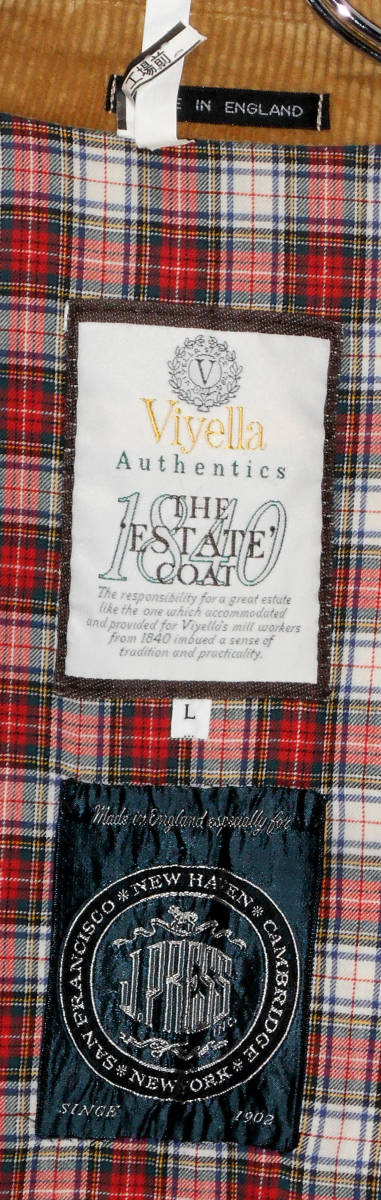 工場前
IN ENGLAND
V
Viyella
Authentics
1840
THE
'ESTATE'
COAT
The responsibility for a great estate
like the one which accommodated
and provided for Viyella's mill workers
from 1840 imbued a sense of
tradition and practicality.
L
Made in England especially for
SAN FRANCISCO * NEW HAVEN * CAMBRIDGE * NEW YORK *
J. PRESS
INC.
SINCE 1902